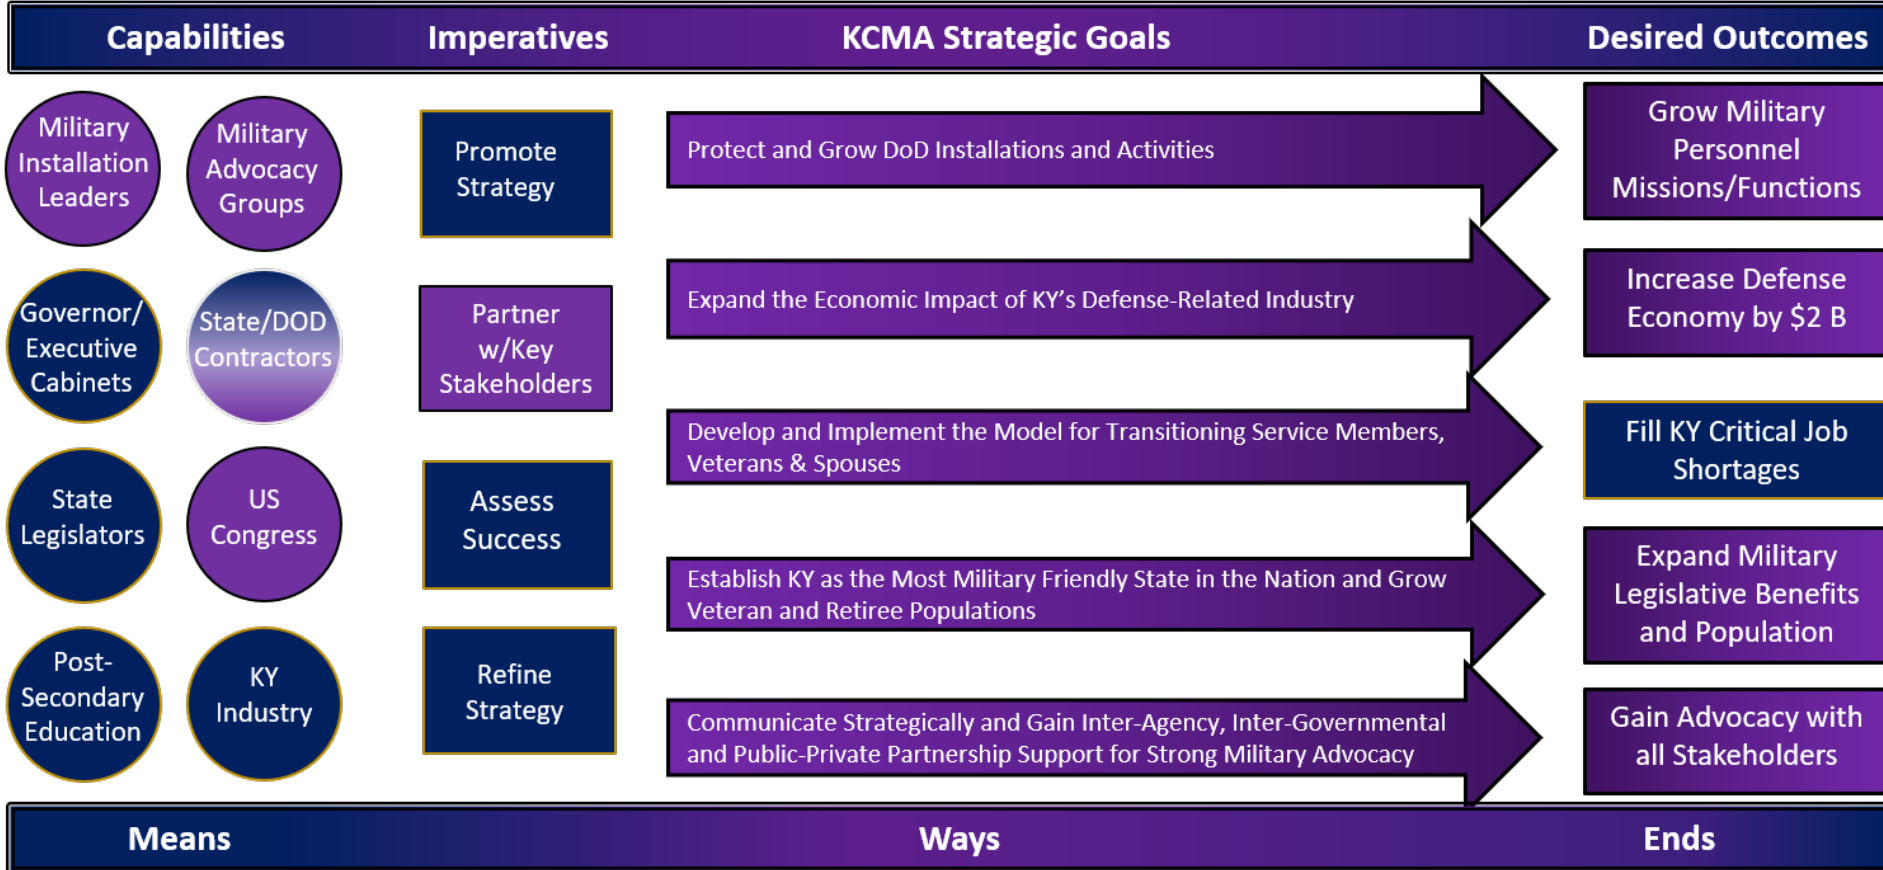 Capabilities
Imperatives
KCMA Strategic Goals
Desired Outcomes
Military
Installation
Leaders
Military
Advocacy
Groups
Governor/
Executive
Cabinets
State/DOD
Contractors
State
Legislators
US
Congress
Post-
Secondary
Education
KY
Industry
Promote
Strategy
Partner
w/Key
Stakeholders
Assess
Success
Refine
Strategy
Protect and Grow DoD Installations and Activities
Expand the Economic Impact of KY’s Defense-Related Industry
Develop and Implement the Model for Transitioning Service Members,
Veterans & Spouses
Establish KY as the Most Military Friendly State in the Nation and Grow
Veteran and Retiree Populations
Communicate Strategically and Gain Inter-Agency, Inter-Governmental
and Public-Private Partnership Support for Strong Military Advocacy
Grow Military
Personnel
Missions/Functions
Increase Defense
Economy by $2 B
Fill KY Critical Job
Shortages
Expand Military
Legislative Benefits
and Population
Gain Advocacy with
all Stakeholders
Means
Ways
Ends